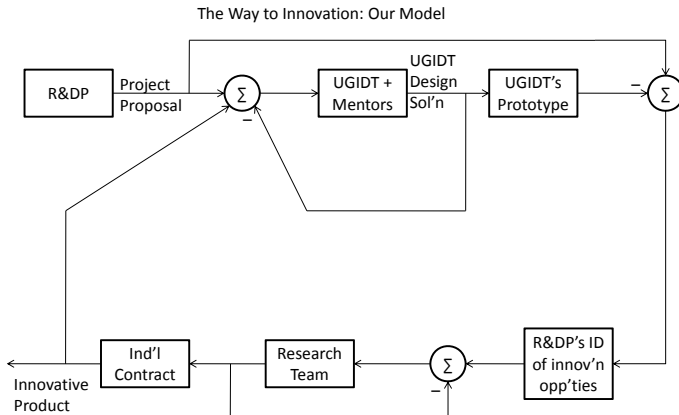 The Way to Innovation: Our Model
R&DP
Project
Proposal
Σ
−
UGIDT +
Mentors
UGIDT
Design
Sol'n
UGIDT's
Prototype
−
Σ
Innovative
Product
Ind'l
Contract
Research
Team
Σ
−
R&DP's ID
of innov'n
opp'ties